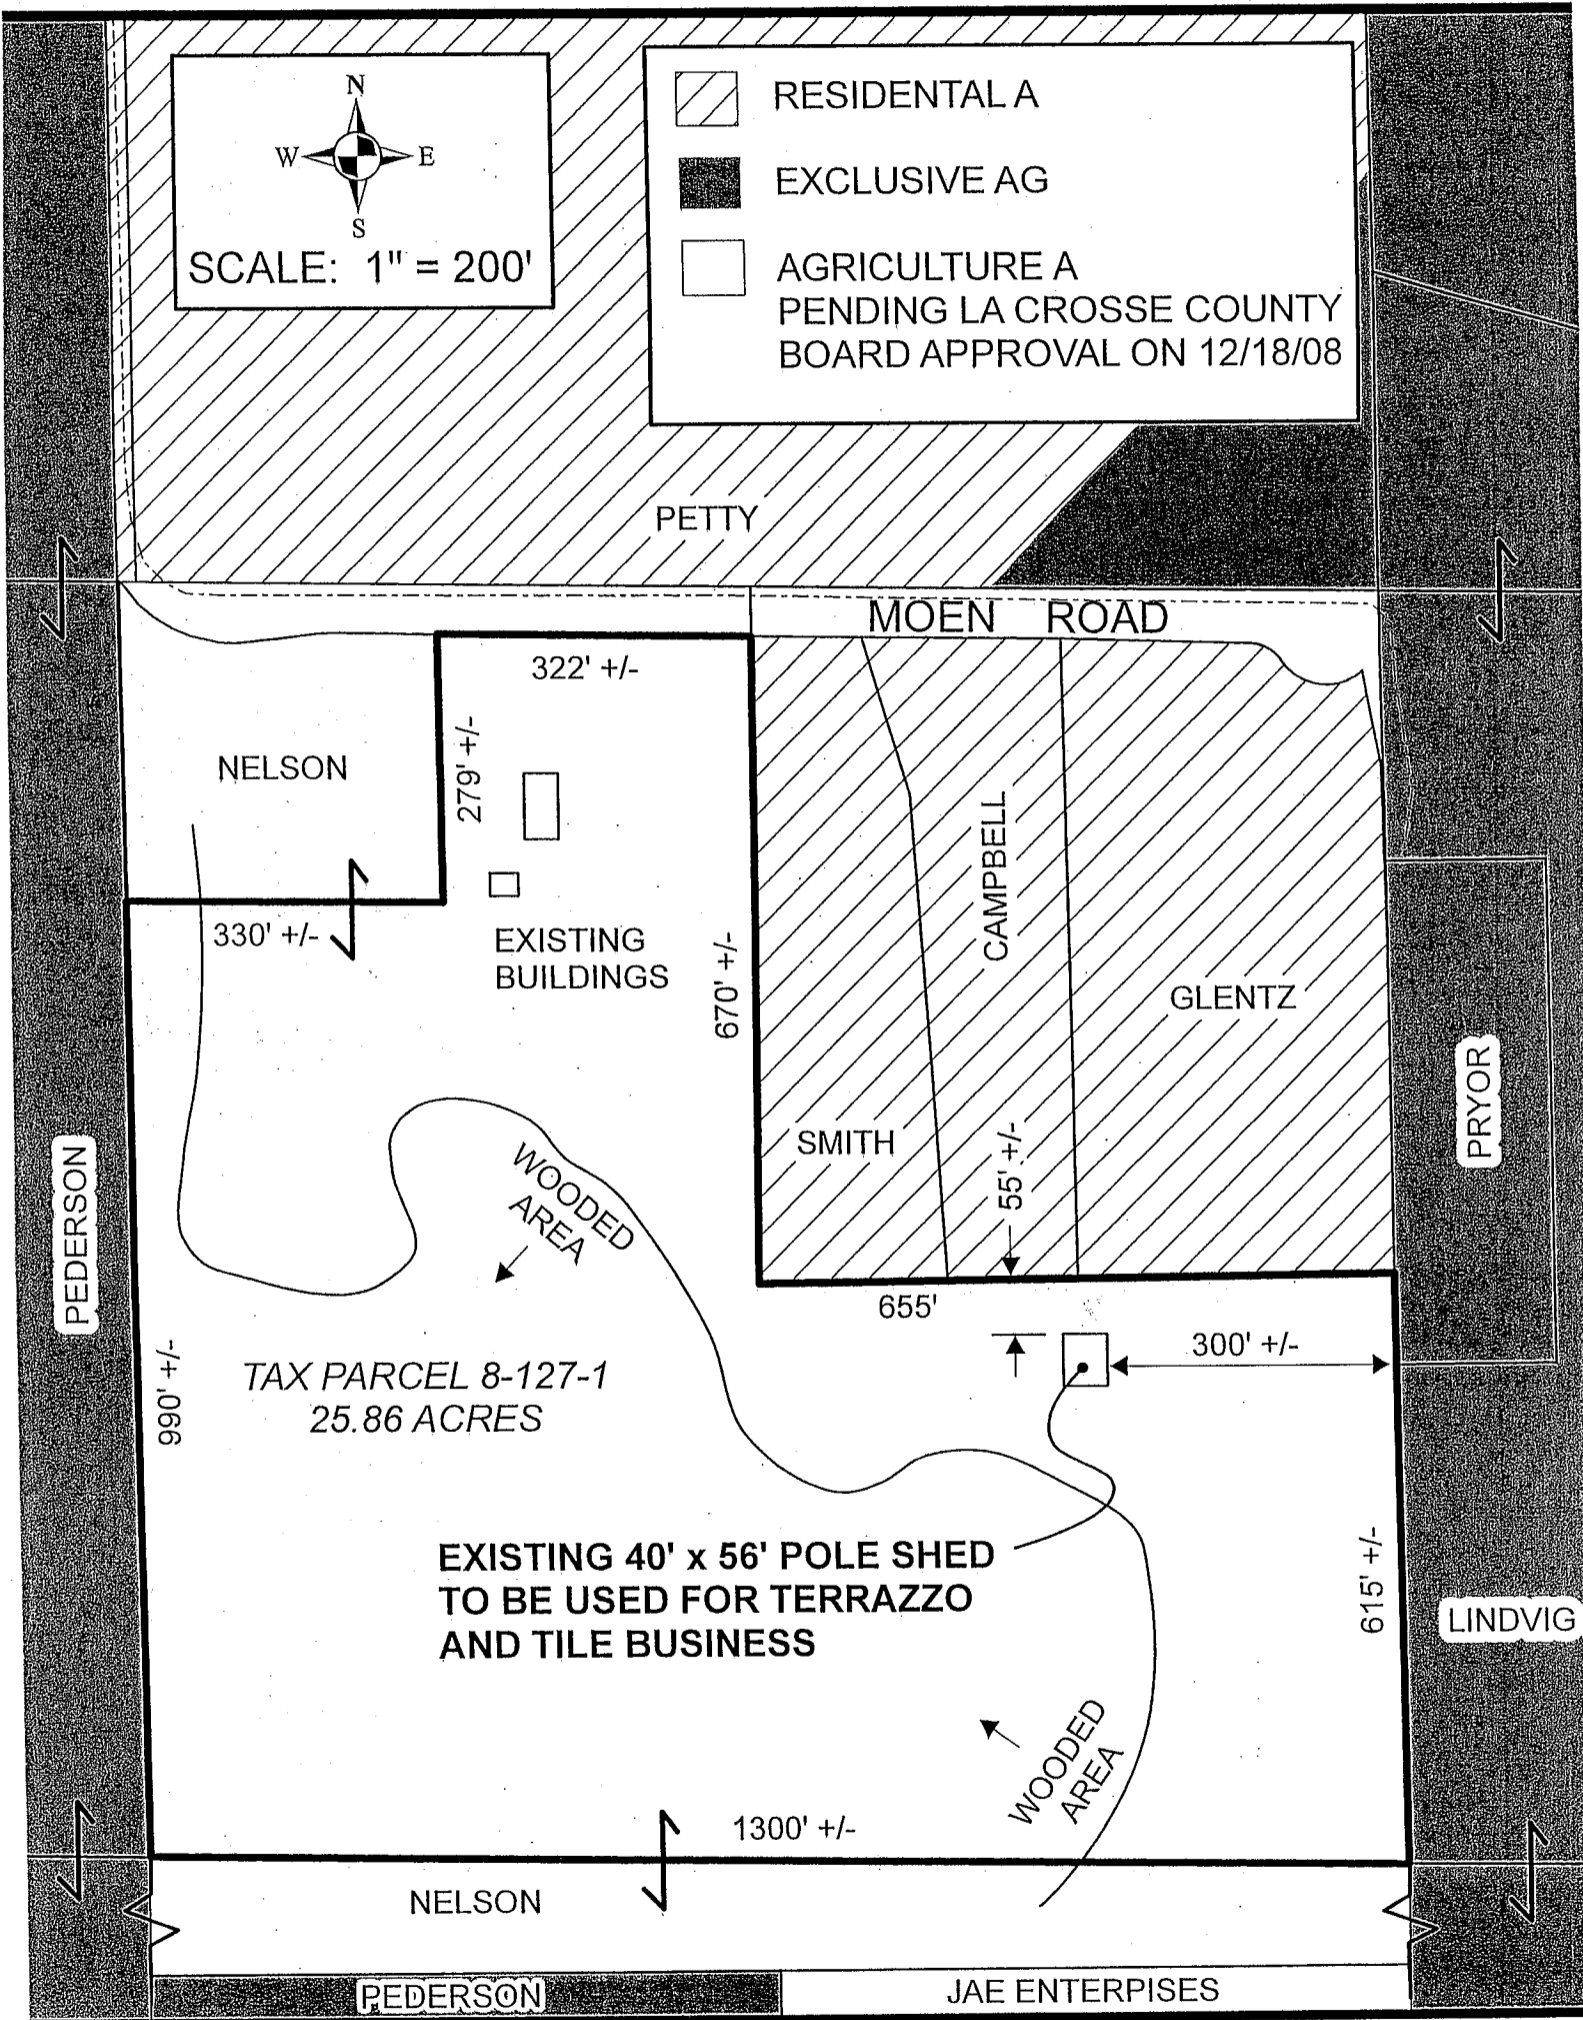 N
W E
S
SCALE: 1" = 200'
RESIDENTAL A
EXCLUSIVE AG
AGRICULTURE A
PENDING LA CROSSE COUNTY
BOARD APPROVAL ON 12/18/08
PETTY
MOEN ROAD
322' +/-
279' +/-
NELSON
330' +/-
EXISTING
BUILDINGS
670' +/-
CAMPBELL
GLENTZ
SMITH
55' +/-
PRYOR
PEDERSON
WOODED
AREA
655'
300' +/-
990' +/-
TAX PARCEL 8-127-1
25.86 ACRES
EXISTING 40' x 56' POLE SHED
TO BE USED FOR TERRAZZO
AND TILE BUSINESS
615' +/-
LINDVIG
WOODED
AREA
1300' +/-
NELSON
PEDERSON
JAE ENTERPISES